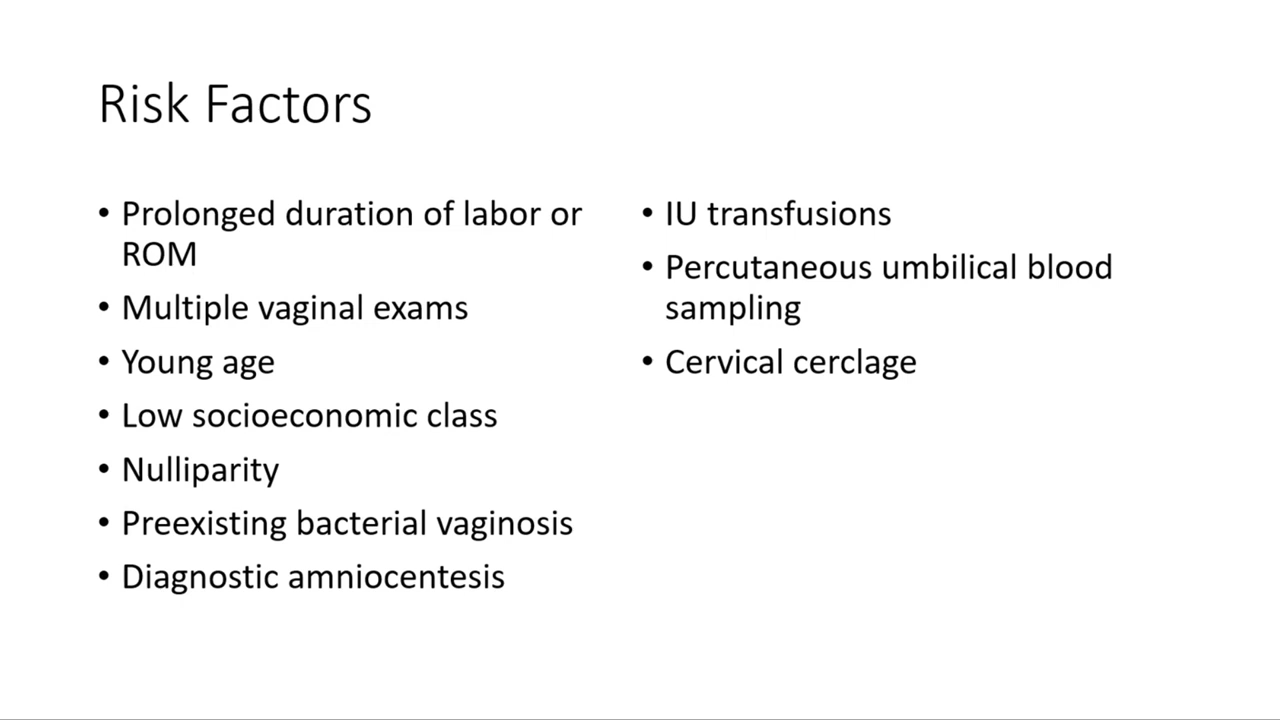 Risk Factors
• Prolonged duration of labor or
ROM
• Multiple vaginal exams
• Young age
• Low socioeconomic class
• Nulliparity
• Preexisting bacterial vaginosis
• Diagnostic amniocentesis
• IU transfusions
• Percutaneous umbilical blood
sampling
• Cervical cerclage